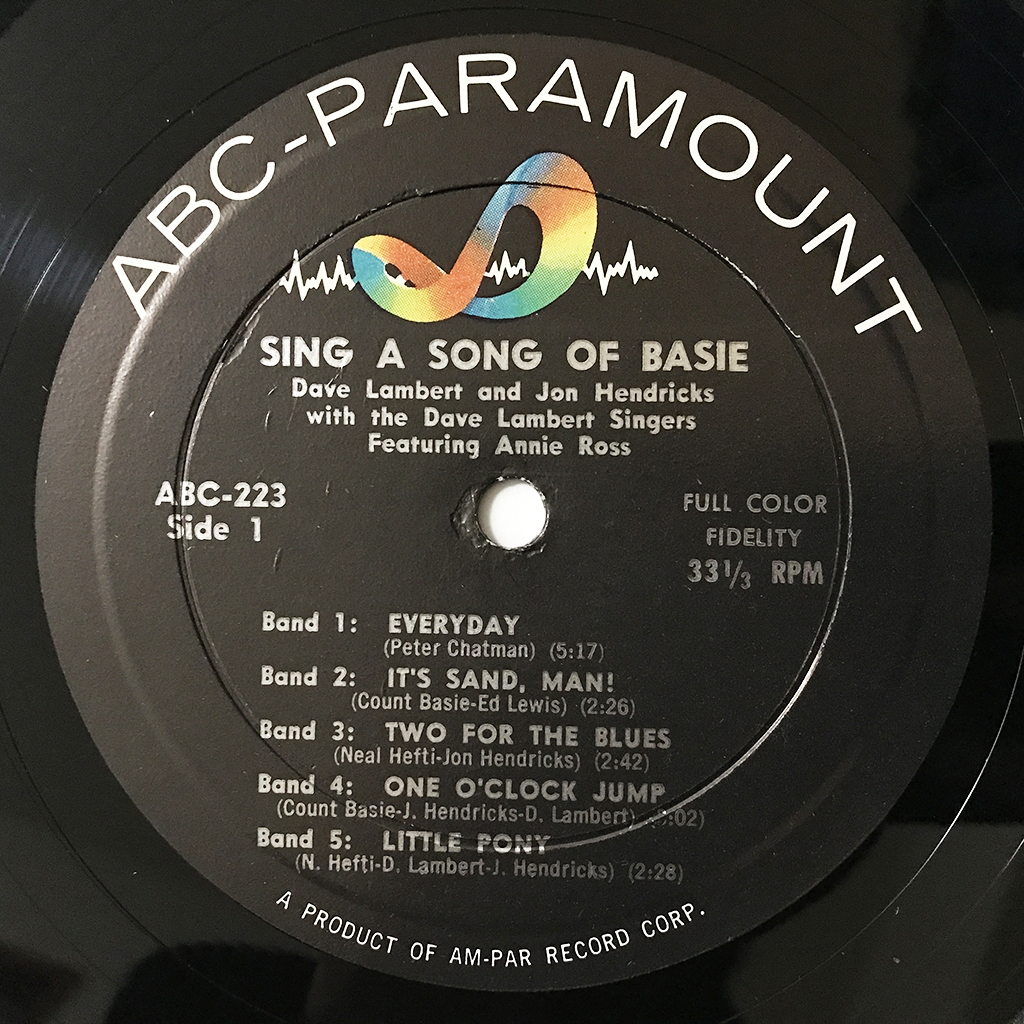 ABC-PARAMOUNT
SING A SONG OF BASIE
Dave Lambert and Jon Hendricks
with the Dave Lambert Singers
Featuring Annie Ross
ABC-223
Side 1
FULL COLOR
FIDELITY
33⅓ RPM
Band 1: EVERYDAY
(Peter Chatman) (5:17)
Band 2: IT'S SAND, MAN!
(Count Basie-Ed Lewis) (2:26)
Band 3: TWO FOR THE BLUES
(Neal Hefti-Jon Hendricks) (2:42)
Band 4: ONE O'CLOCK JUMP
(Count Basie-J. Hendricks-D. Lambert)
Band 5: LITTLE PONY
(N. Hefti-D. Lambert-J. Hendricks) (2:28)
A PRODUCT OF AM-PAR RECORD CORP.